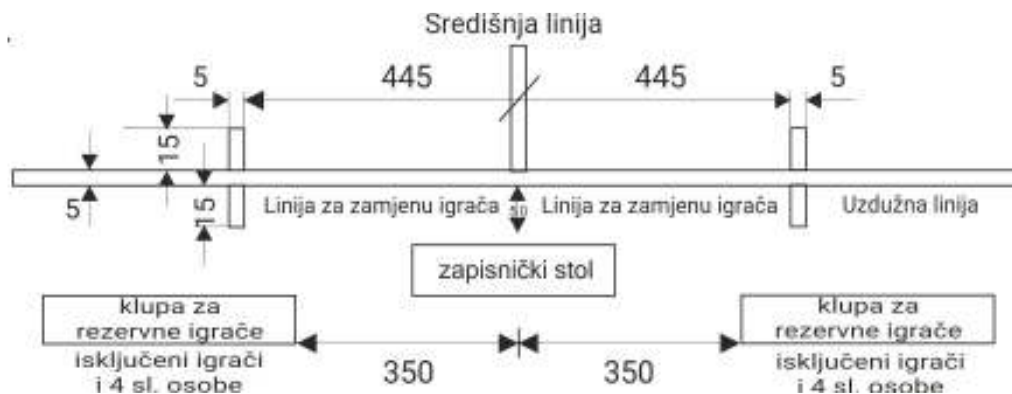 Središnja linija
5
445
445
5
15
5
15
Linija za zamjenu igrača
50
Linija za zamjenu igrača
Uzdužna linija
zapisnički stol
klupa za
rezervne igrače
klupa za
rezervne igrače
isključeni igrači
i 4 sl. osobe
350
350
isključeni igrači
i 4 sl. osobe